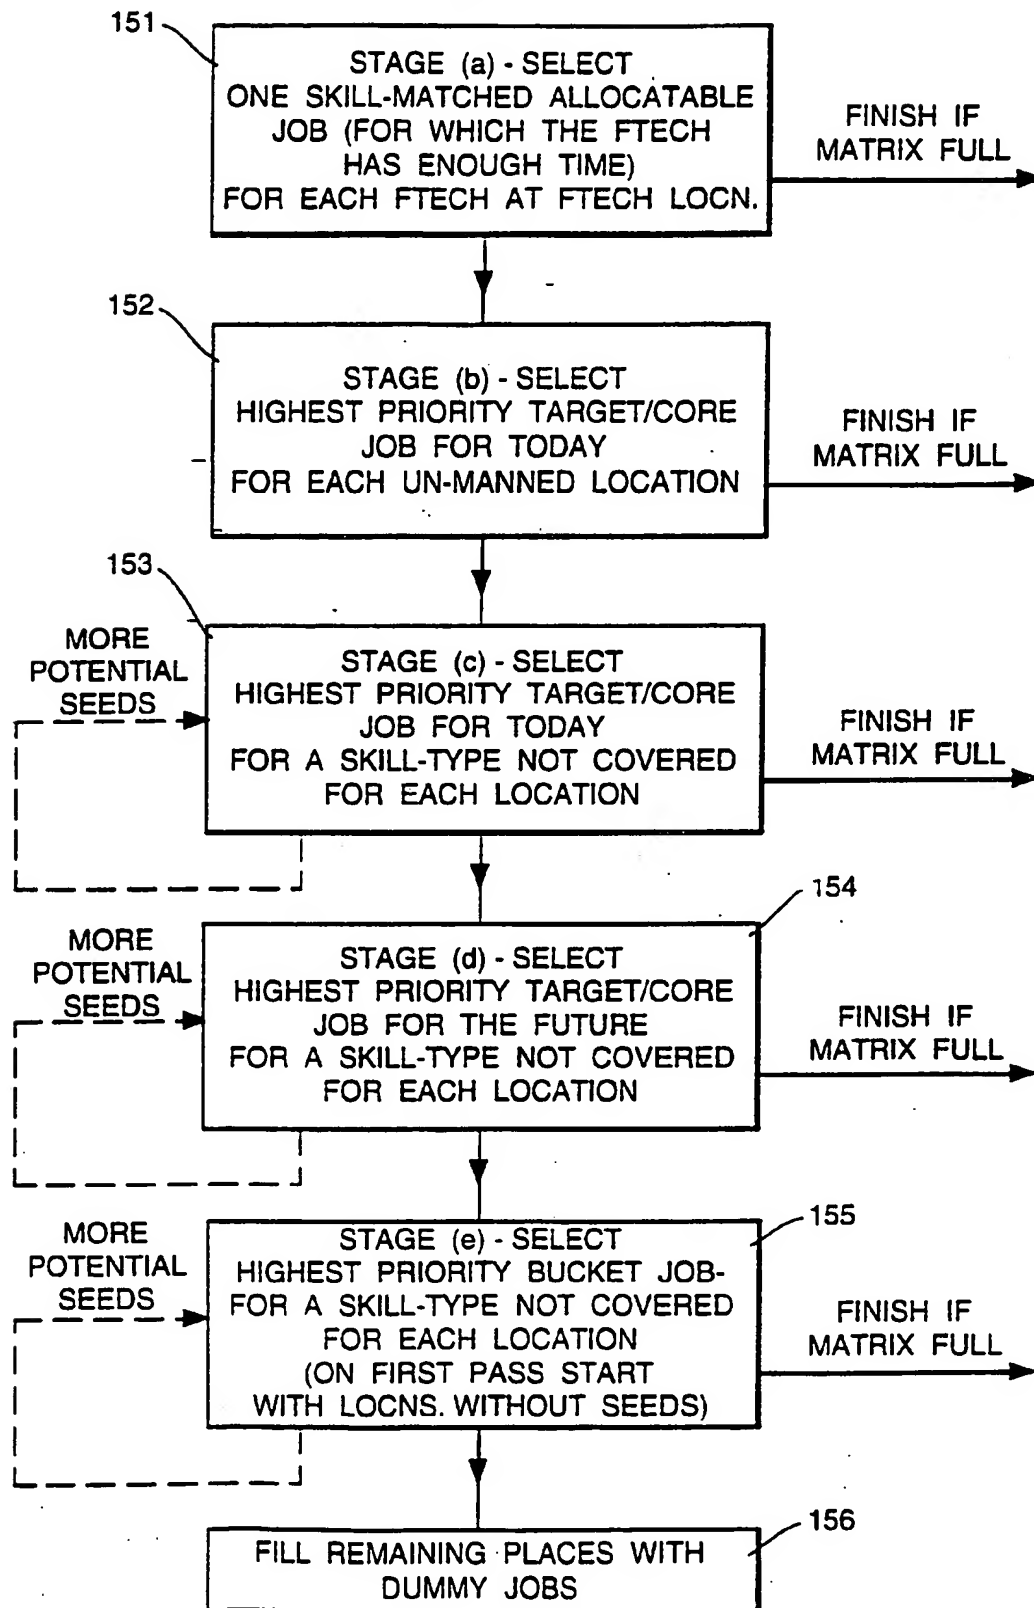 151
STAGE (a) - SELECT
ONE SKILL-MATCHED ALLOCATABLE
JOB (FOR WHICH THE FTECH
HAS ENOUGH TIME)
FOR EACH FTECH AT FTECH LOCN.
FINISH IF
MATRIX FULL
152
STAGE (b) - SELECT
HIGHEST PRIORITY TARGET/CORE
JOB FOR TODAY
FOR EACH UN-MANNED LOCATION
FINISH IF
MATRIX FULL
153
MORE
POTENTIAL
SEEDS
STAGE (c) - SELECT
HIGHEST PRIORITY TARGET/CORE
JOB FOR TODAY
FOR A SKILL-TYPE NOT COVERED
FOR EACH LOCATION
FINISH IF
MATRIX FULL
154
MORE
POTENTIAL
SEEDS
STAGE (d) - SELECT
HIGHEST PRIORITY TARGET/CORE
JOB FOR THE FUTURE
FOR A SKILL-TYPE NOT COVERED
FOR EACH LOCATION
FINISH IF
MATRIX FULL
155
MORE
POTENTIAL
SEEDS
STAGE (e) - SELECT
HIGHEST PRIORITY BUCKET JOB-
FOR A SKILL-TYPE NOT COVERED
FOR EACH LOCATION
(ON FIRST PASS START
WITH LOCNS. WITHOUT SEEDS)
FINISH IF
MATRIX FULL
156
FILL REMAINING PLACES WITH
DUMMY JOBS